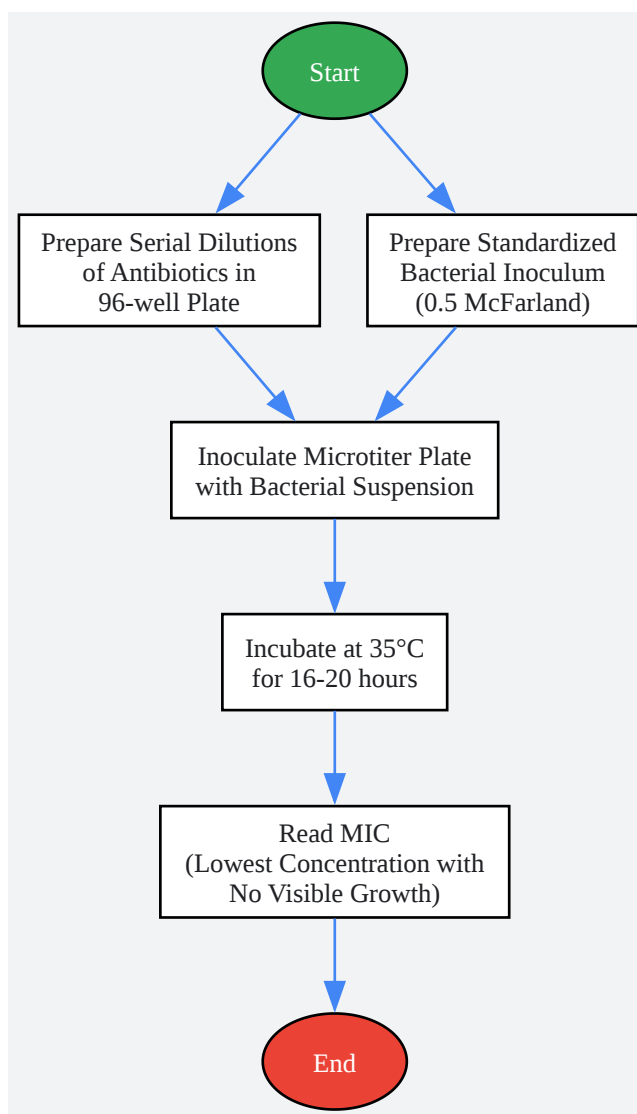 Start
Prepare Serial Dilutions
of Antibiotics in
96-well Plate
Prepare Standardized
Bacterial Inoculum
(0.5 McFarland)
Inoculate Microtiter Plate
with Bacterial Suspension
Incubate at 35°C
for 16-20 hours
Read MIC
(Lowest Concentration with
No Visible Growth)
End